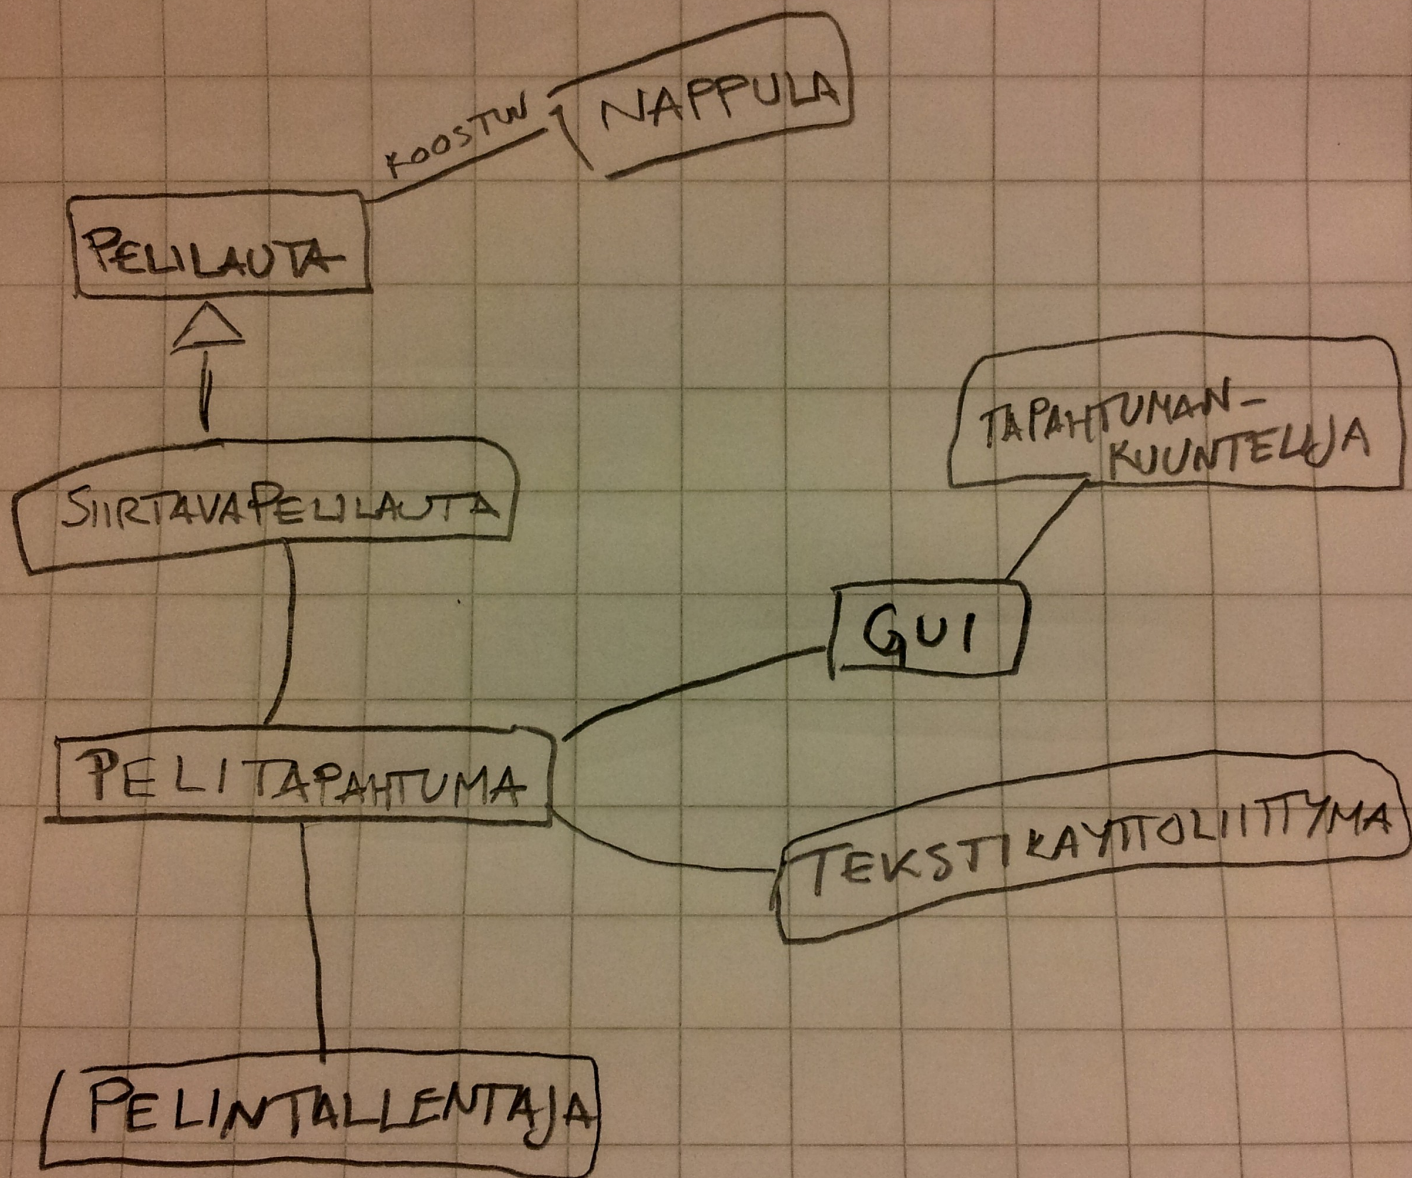 NAPPULA
KOOSTUU
PELILAUTA
TAPAHTUMAN-
KUUNTELIJA
SIIRTAVAPELILAUTA
GUI
PELITAPAHTUMA
TEKSTIKAYTTOLIITTYMA
PELINTALLENTAJA